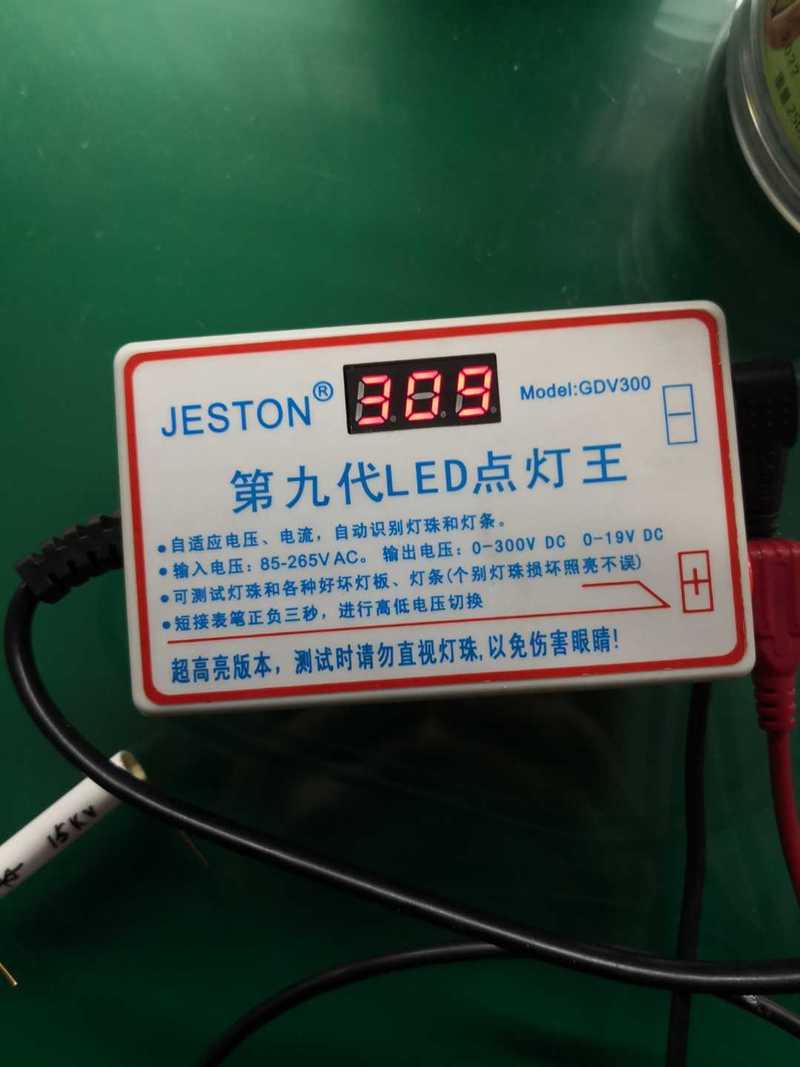 JESTON®
309
Model:GDV300
第九代LED点灯王
•自适应电压、电流，自动识别灯珠和灯条。
•输入电压：85-265V AC。 输出电压：0-300V DC 0-19V DC
•可测试灯珠和各种好坏灯板、灯条(个别灯珠损坏照亮不误)
•短接表笔正负三秒，进行高低电压切换
超高亮版本，测试时请勿直视灯珠,以免伤害眼睛!
−
+
15KV